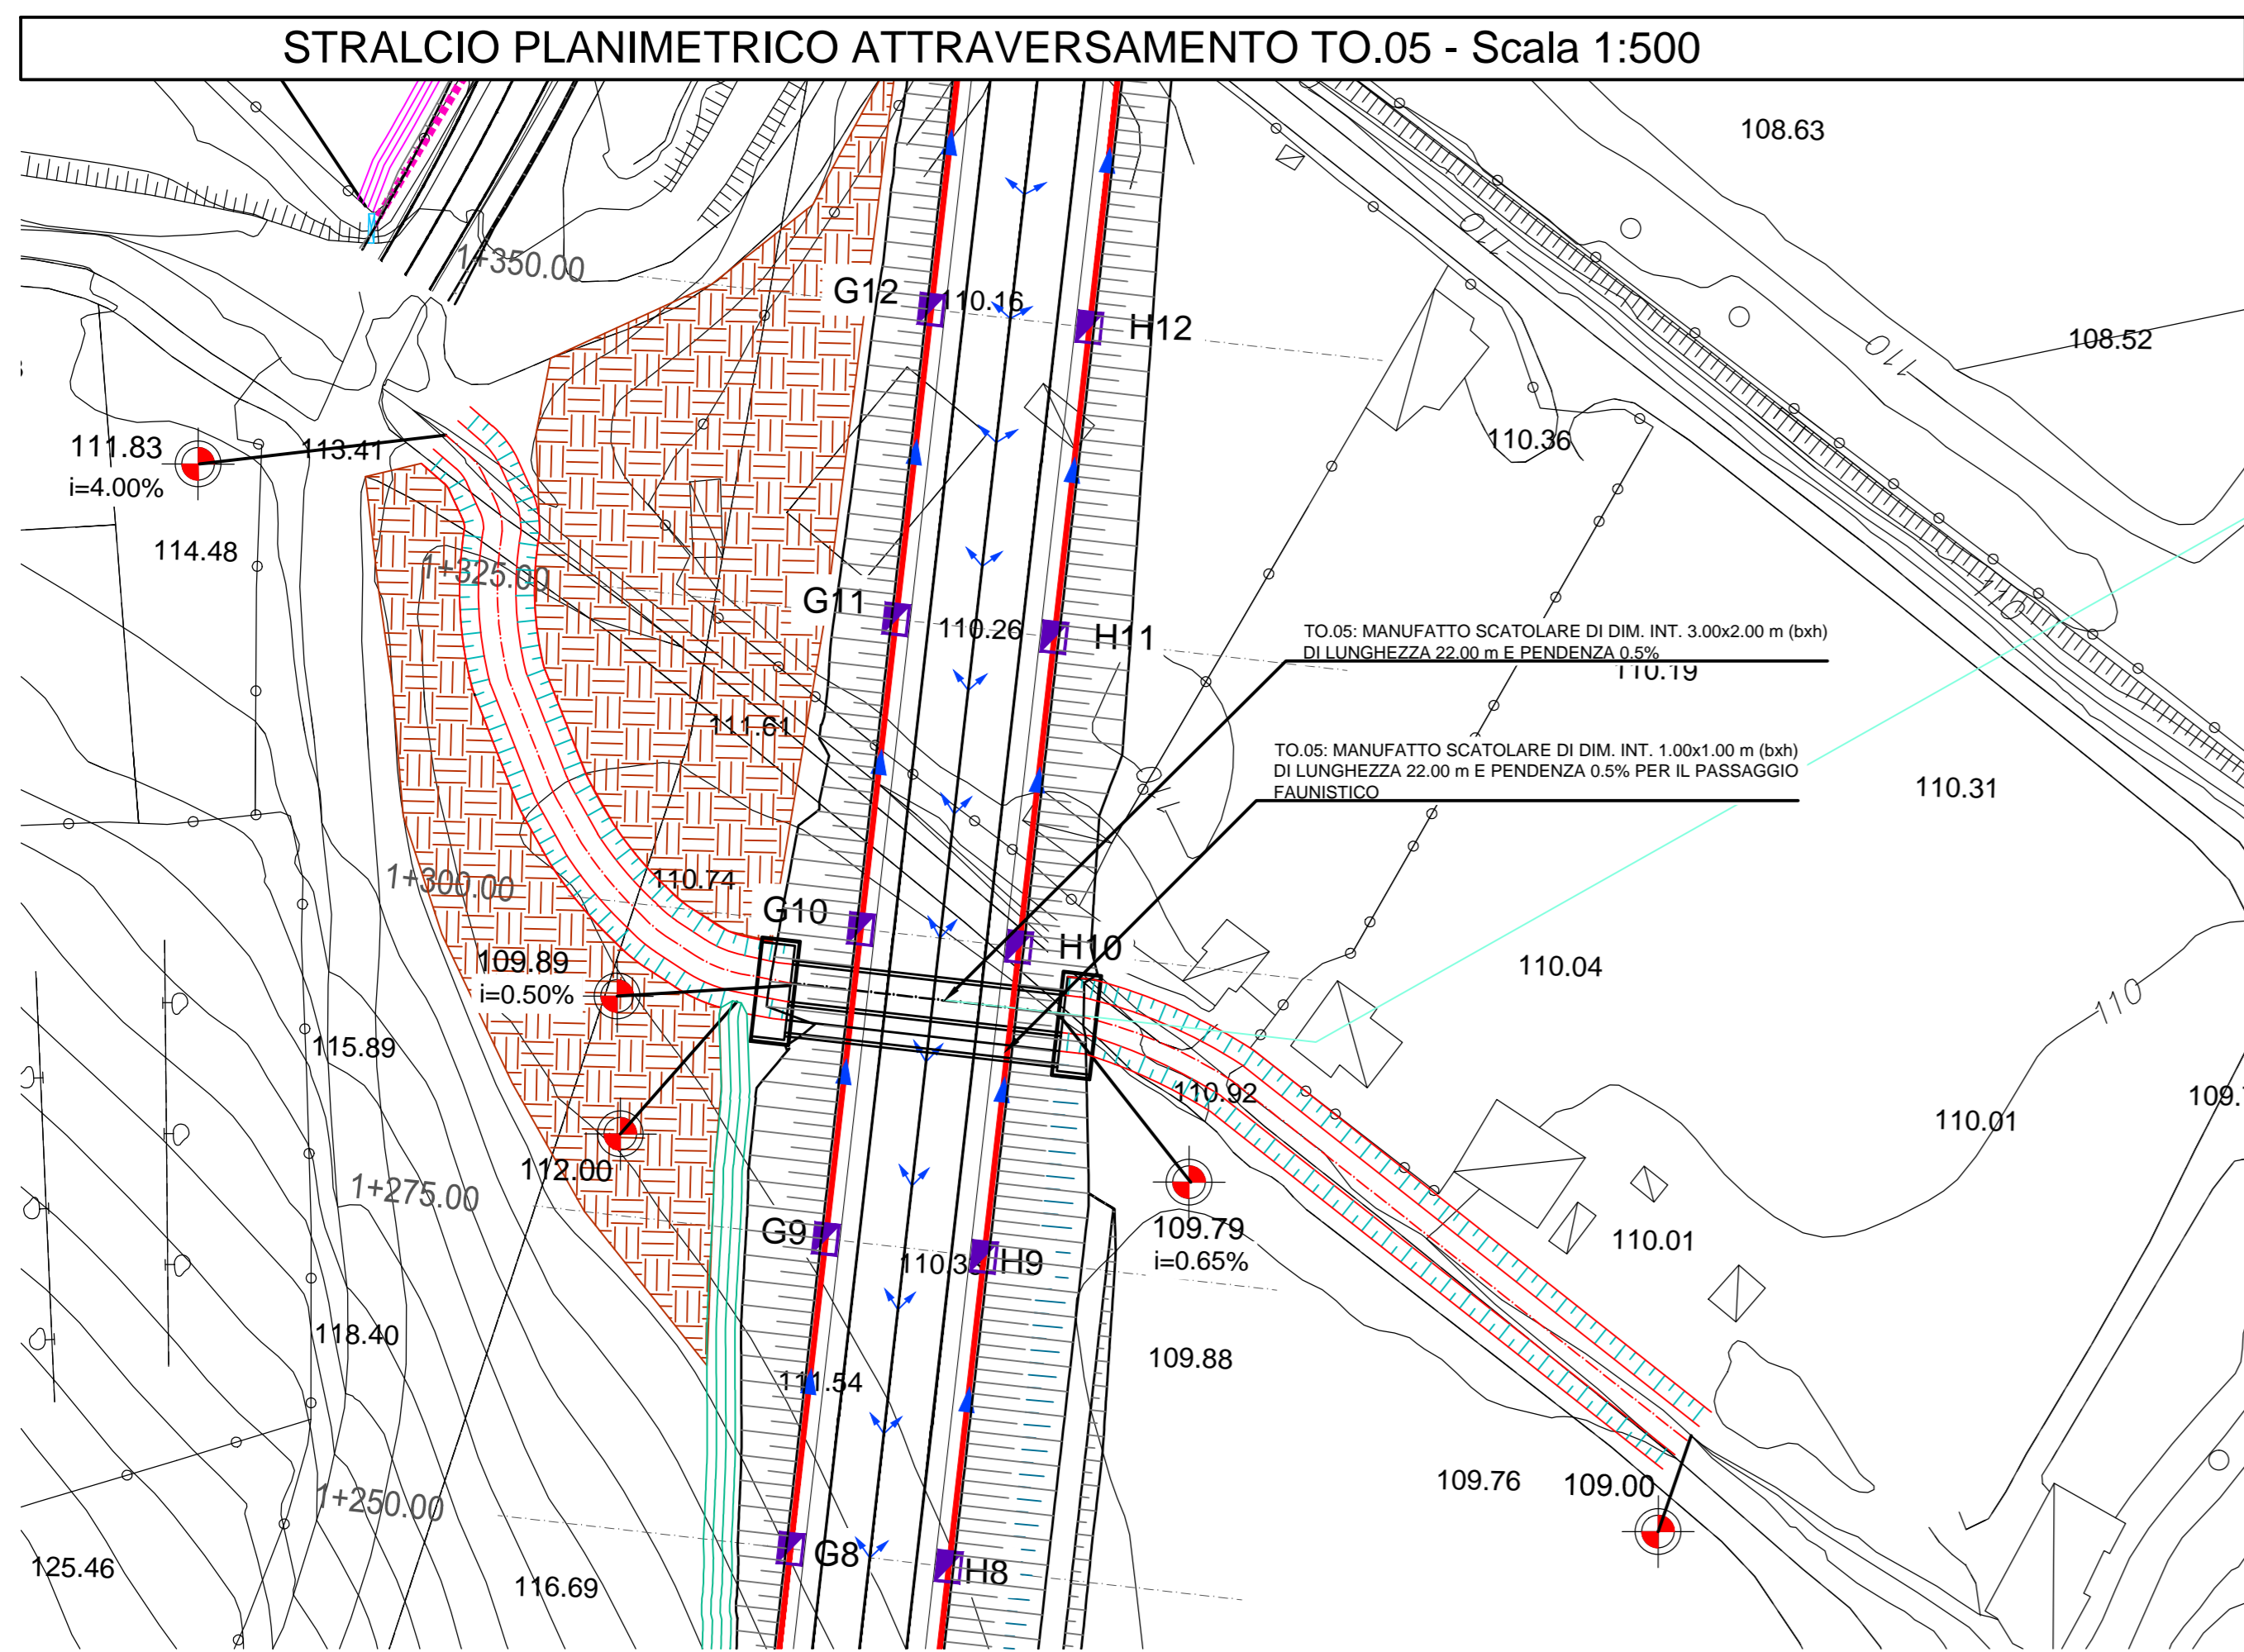 STRALCIO PLANIMETRICO ATTRAVERSAMENTO TO.05 - Scala 1:500
108.63
110
1+350.00
G12
110.16
H12
108.52
110
111.83
i=4.00%
113.41
110.36
114.48
1+325.00
G11
110.26
H11
110
TO.05: MANUFATTO SCATOLARE DI DIM. INT. 3.00x2.00 m (bxh)
DI LUNGHEZZA 22.00 m E PENDENZA 0.5%
110.19
111.61
TO.05: MANUFATTO SCATOLARE DI DIM. INT. 1.00x1.00 m (bxh)
DI LUNGHEZZA 22.00 m E PENDENZA 0.5% PER IL PASSAGGIO
FAUNISTICO
110.31
1+300.00
110.74
G10
H10
109.89
i=0.50%
110.04
110
115.89
110.92
110.01
112.00
1+275.00
G9
H9
109.79
i=0.65%
110.01
118.40
111.54
109.88
109.76
109.00
1+250.00
G8
H8
125.46
116.69